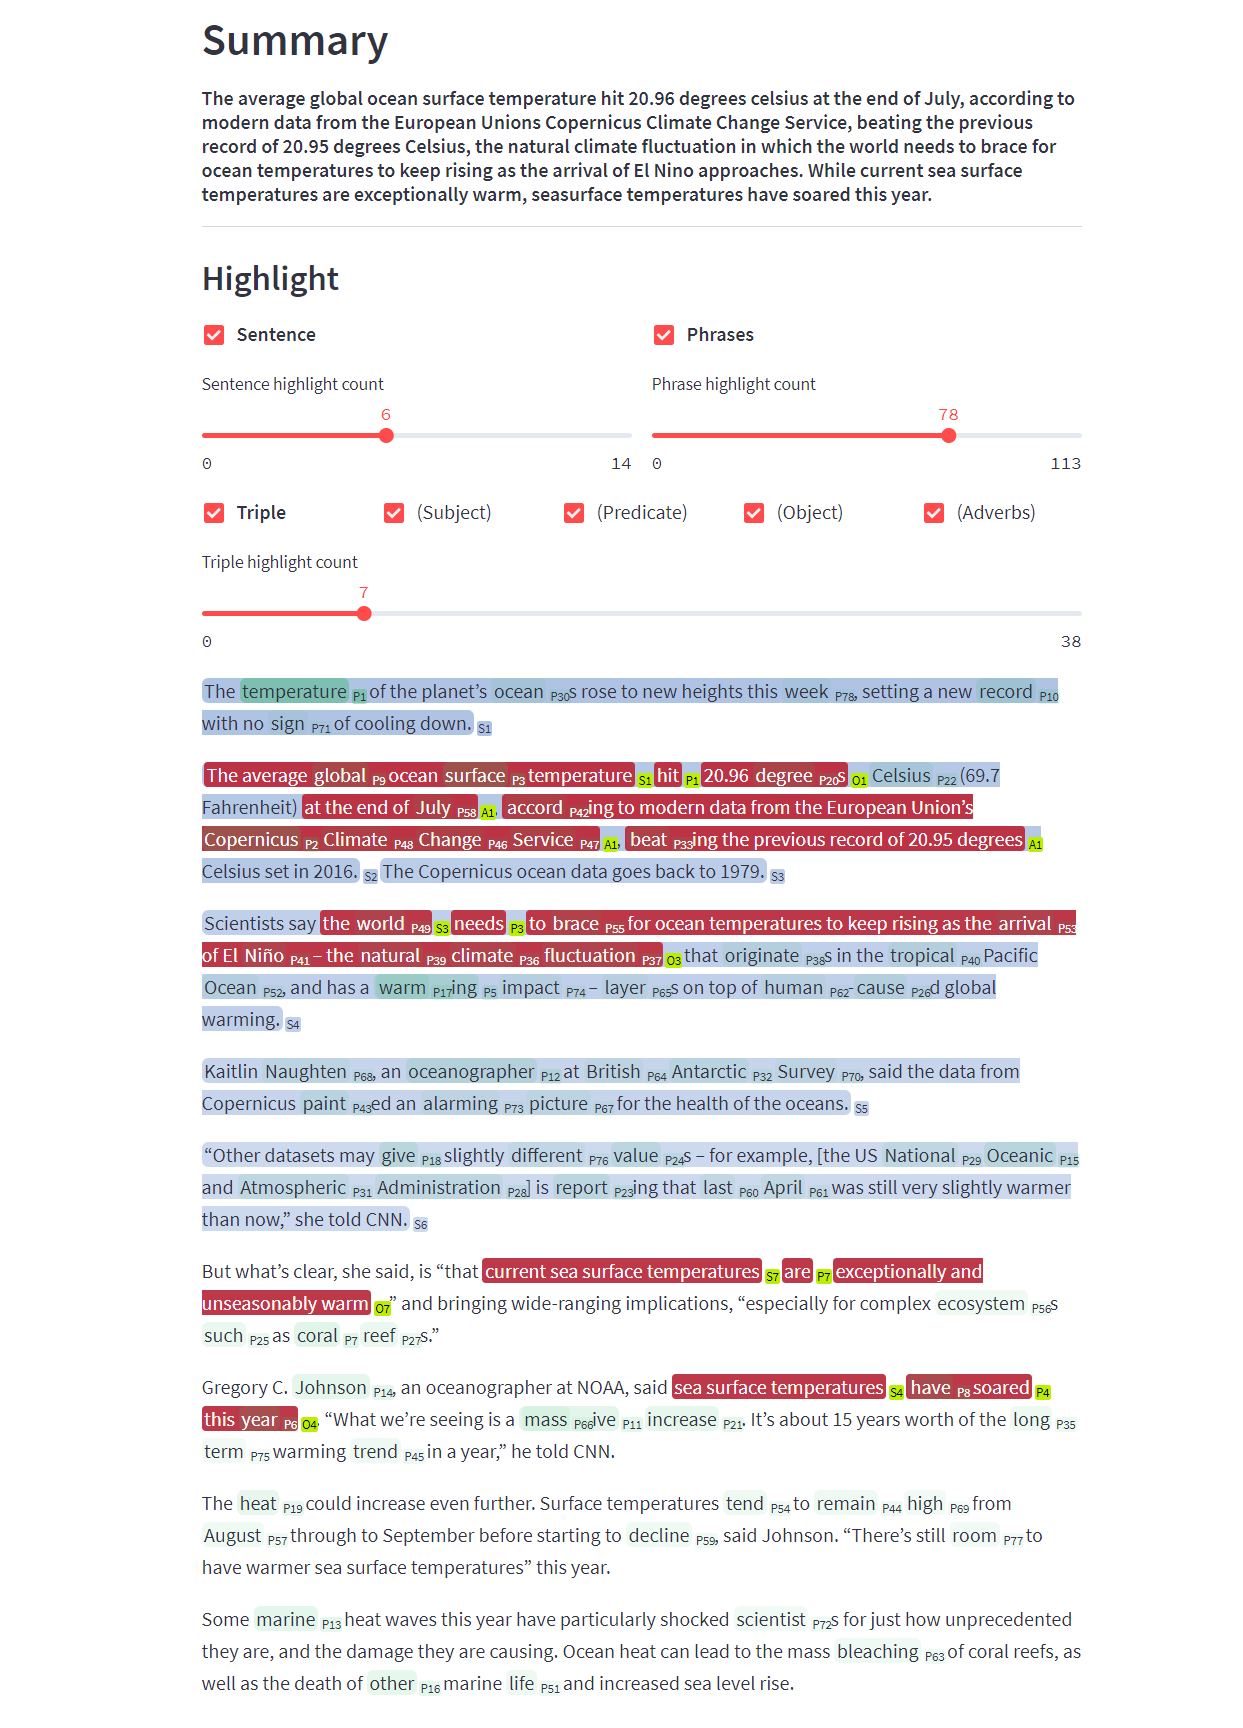 Summary
The average global ocean surface temperature hit 20.96 degrees celsius at the end of July, according to
modern data from the European Unions Copernicus Climate Change Service, beating the previous
record of 20.95 degrees Celsius, the natural climate fluctuation in which the world needs to brace for
ocean temperatures to keep rising as the arrival of El Nino approaches. While current sea surface
temperatures are exceptionally warm, seasurface temperatures have soared this year.
Highlight
Sentence Phrases
Sentence highlight count Phrase highlight count
6 78
0 14 0 113
Triple (Subject) (Predicate) (Object) (Adverbs)
Triple highlight count
7
0 38
The temperature P1 of the planet’s ocean P30s rose to new heights this week P78, setting a new record P10
with no sign P71 of cooling down. S1
The average global P9 ocean surface P3 temperature S1 hit P1 20.96 degree P20s O1 Celsius P22 (69.7
Fahrenheit) at the end of July P58 A1, accord P42ing to modern data from the European Union’s
Copernicus P2 Climate P48 Change P46 Service P47 A1, beat P33ing the previous record of 20.95 degrees A1
Celsius set in 2016. S2 The Copernicus ocean data goes back to 1979. S3
Scientists say the world P49 S3 needs P3 to brace P55 for ocean temperatures to keep rising as the arrival P53
of El Niño P41 – the natural P39 climate P36 fluctuation P37 O3 that originate P38s in the tropical P40 Pacific
Ocean P52, and has a warm P17ing P5 impact P74 – layer P65s on top of human P62-cause P26d global
warming. S4
Kaitlin Naughten P68, an oceanographer P12 at British P64 Antarctic P32 Survey P70, said the data from
Copernicus paint P43ed an alarming P73 picture P67 for the health of the oceans. S5
“Other datasets may give P18 slightly different P76 value P24s – for example, [the US National P29 Oceanic P15
and Atmospheric P31 Administration P28] is report P23ing that last P60 April P61 was still very slightly warmer
than now,” she told CNN. S6
But what’s clear, she said, is “that current sea surface temperatures S7 are P7 exceptionally and
unseasonably warm O7” and bringing wide-ranging implications, “especially for complex ecosystem P56s
such P25 as coral P7 reef P27s.”
Gregory C. Johnson P14, an oceanographer at NOAA, said sea surface temperatures S4 have P8 soared P4
this year P6 O4. “What we’re seeing is a mass P66ive P11 increase P21. It’s about 15 years worth of the long P35
term P75 warming trend P45 in a year,” he told CNN.
The heat P19 could increase even further. Surface temperatures tend P54 to remain P44 high P69 from
August P57 through to September before starting to decline P59, said Johnson. “There’s still room P77 to
have warmer sea surface temperatures” this year.
Some marine P13 heat waves this year have particularly shocked scientist P72s for just how unprecedented
they are, and the damage they are causing. Ocean heat can lead to the mass bleaching P63 of coral reefs, as
well as the death of other P16 marine life P51 and increased sea level rise.